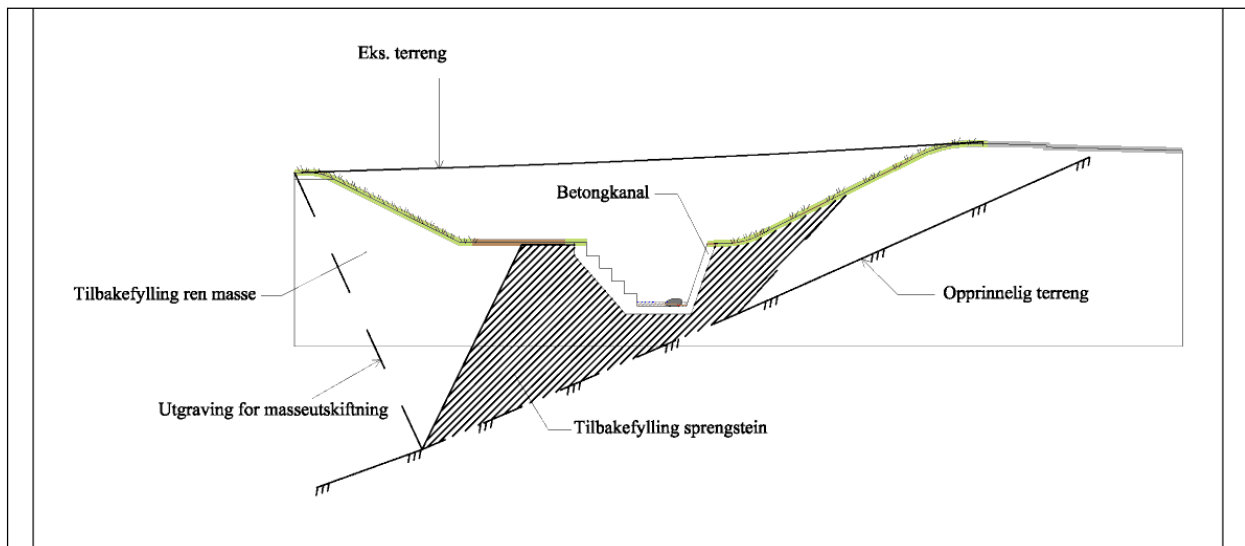 Eks. terreng
Betongkanal
Tilbakefylling ren masse
Opprinnelig terreng
Utgraving for masseutskiftning
Tilbakefylling sprengstein